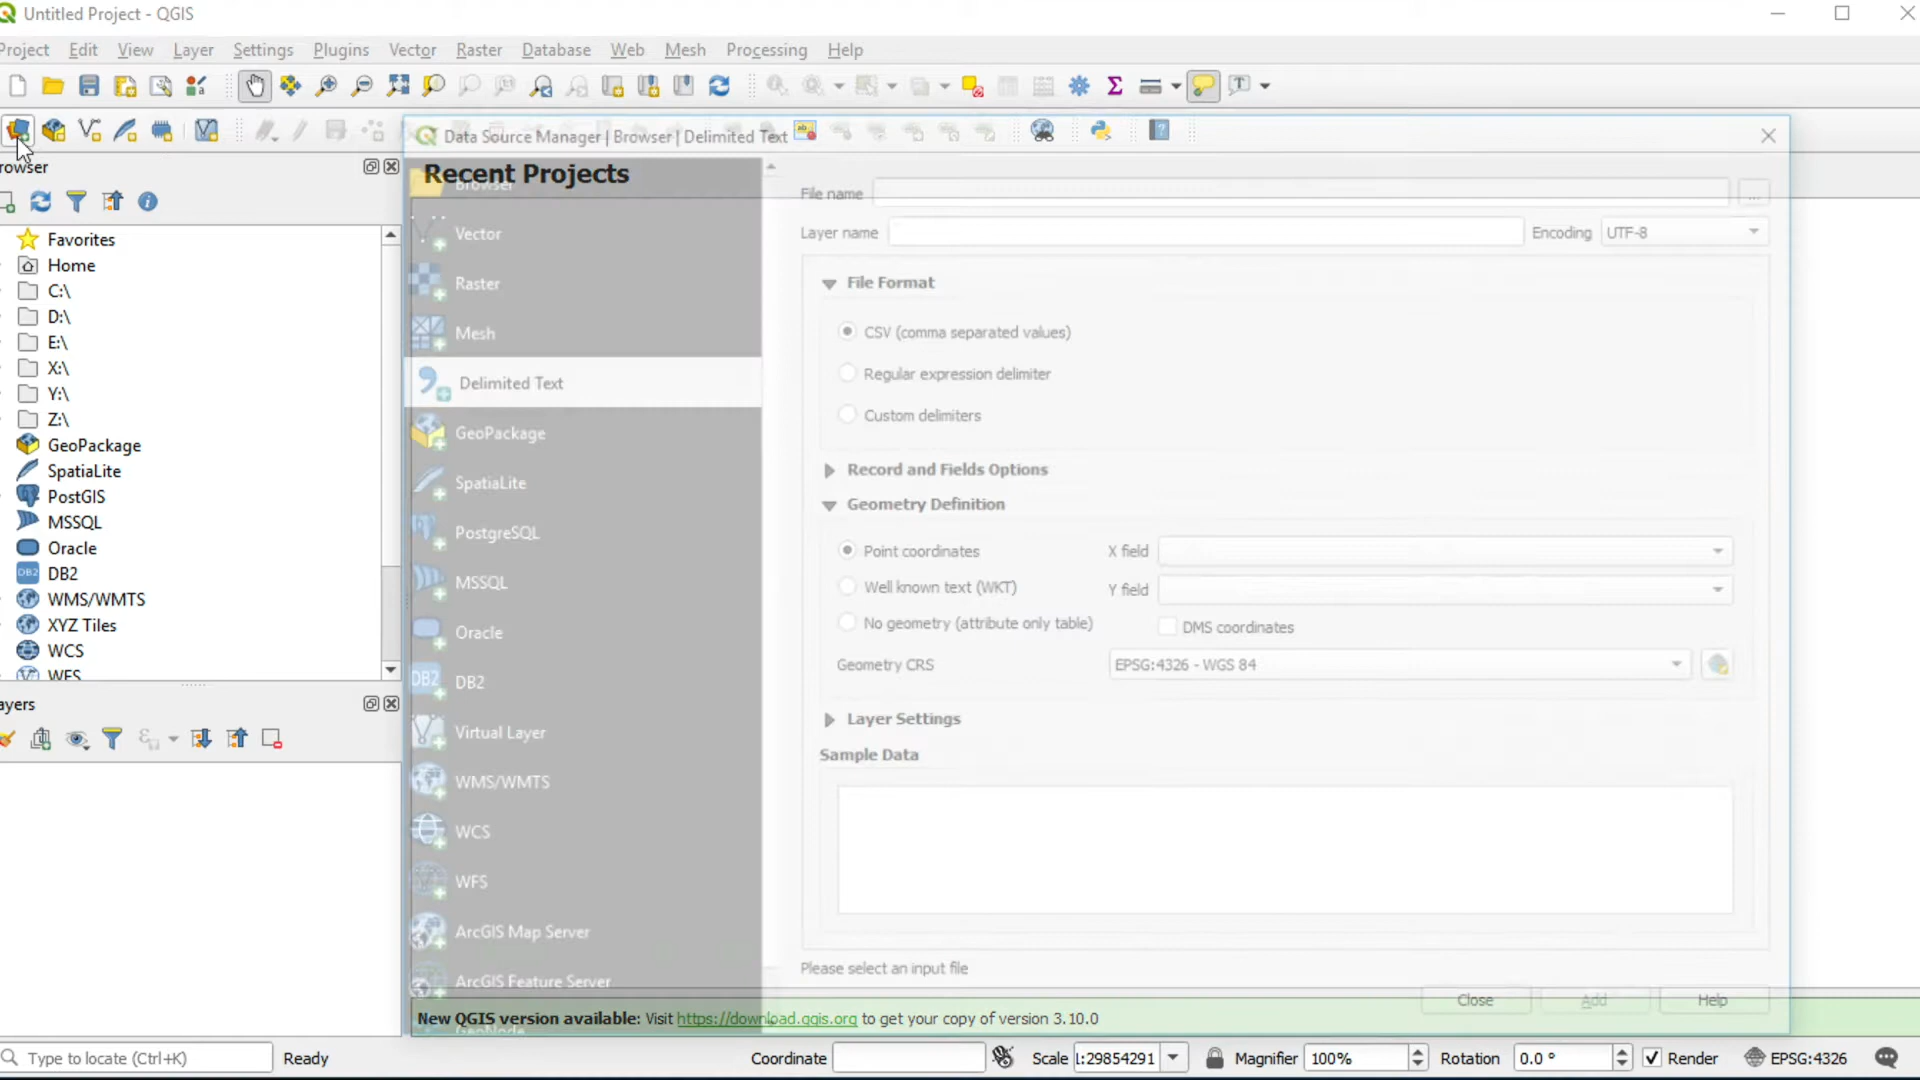 Untitled Project - QGIS
Project Edit View Layer Settings Plugins Vector Raster Database Web Mesh Processing Help
Data Source Manager | Browser | Delimited Text
rowser
Recent Projects
Browser
File name
Vector
Layer name
Encoding UTF-8
Favorites
Home
C:\
D:\
E:\
X:\
Y:\
Z:\
GeoPackage
SpatiaLite
PostGIS
MSSQL
Oracle
DB2
WMS/WMTS
XYZ Tiles
WCS
WFS
ayers
Raster
Mesh
Delimited Text
GeoPackage
SpatiaLite
PostgreSQL
MSSQL
Oracle
DB2
Virtual Layer
WMS/WMTS
WCS
WFS
ArcGIS Map Server
ArcGIS Feature Server
GeoNode
File Format
CSV (comma separated values)
Regular expression delimiter
Custom delimiters
Record and Fields Options
Geometry Definition
Point coordinates
X field
Well known text (WKT)
Y field
No geometry (attribute only table)
DMS coordinates
Geometry CRS
EPSG:4326 - WGS 84
Layer Settings
Sample Data
Please select an input file
Close Add Help
New QGIS version available: Visit https://download.qgis.org to get your copy of version 3.10.0
Type to locate (Ctrl+K) Ready Coordinate Scale l:29854291 Magnifier 100% Rotation 0.0 ° Render EPSG:4326